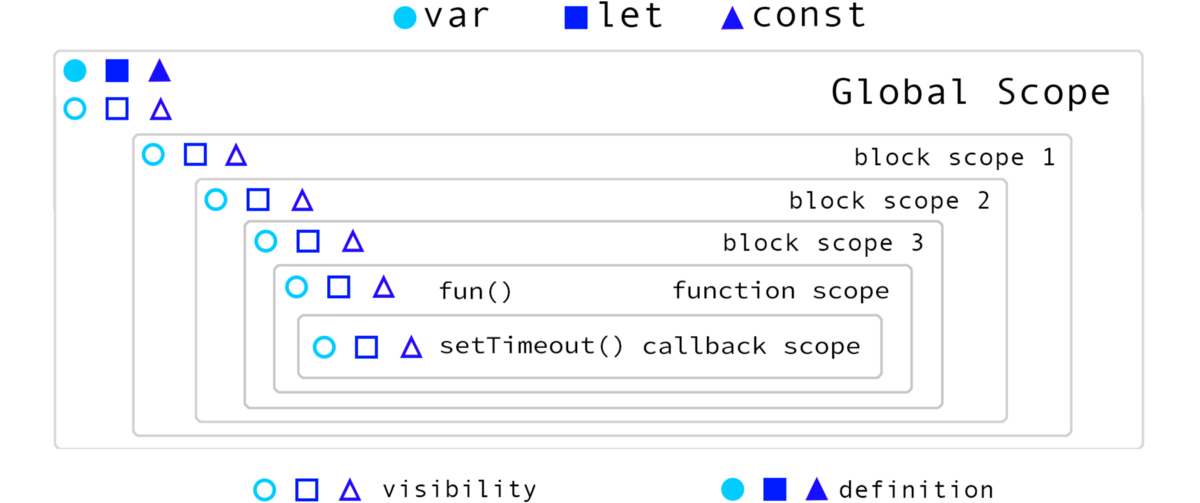 var let const
Global Scope
block scope 1
block scope 2
block scope 3
fun() function scope
setTimeout() callback scope
visibility definition